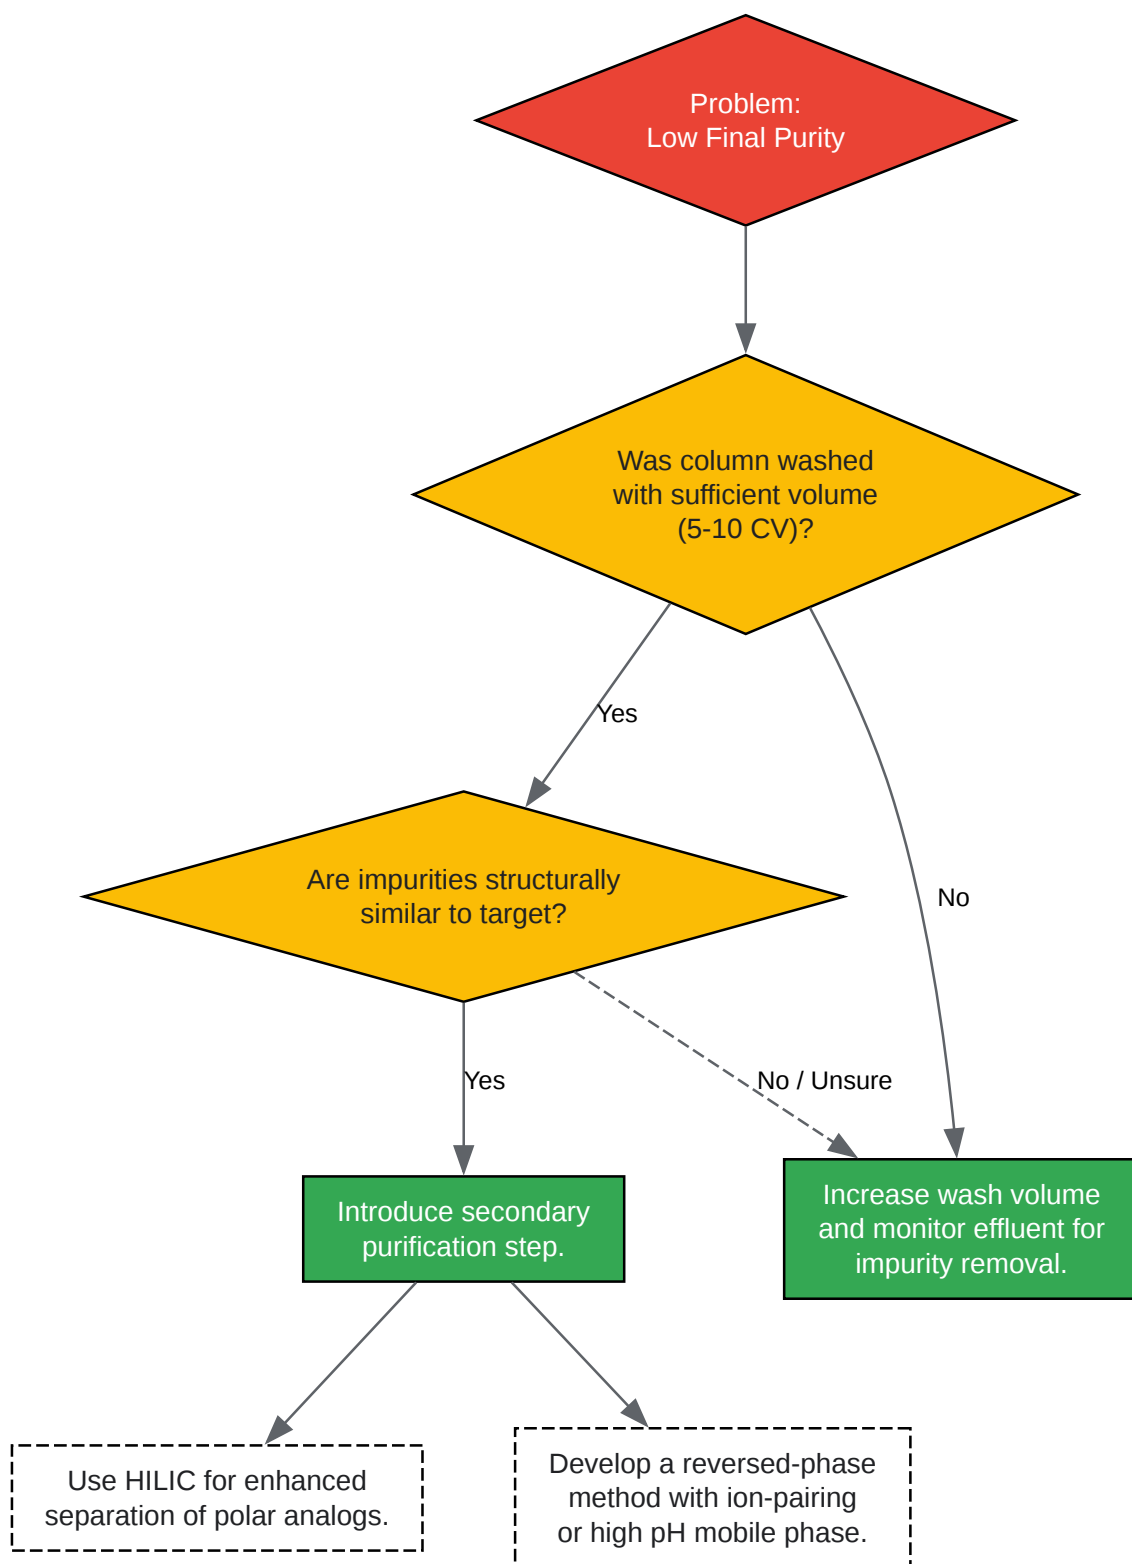 Problem:
Low Final Purity
Was column washed
with sufficient volume
(5-10 CV)?
Yes
No
Are impurities structurally
similar to target?
Yes
No / Unsure
Introduce secondary
purification step.
Increase wash volume
and monitor effluent for
impurity removal.
Use HILIC for enhanced
separation of polar analogs.
Develop a reversed-phase
method with ion-pairing
or high pH mobile phase.